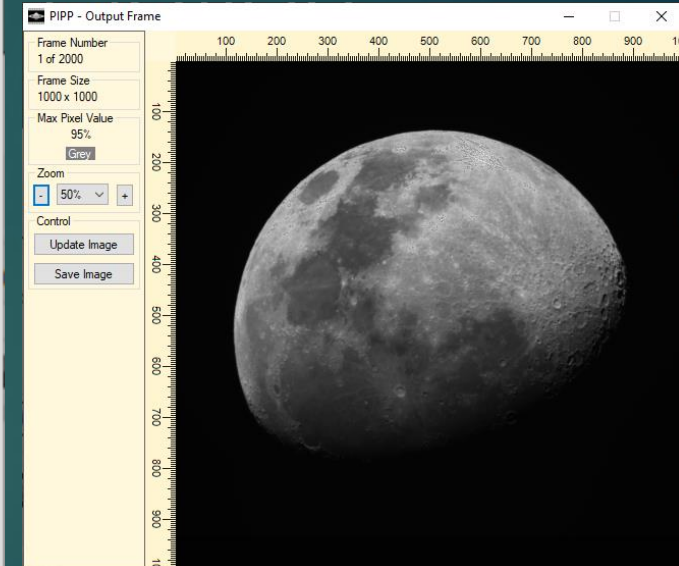 PIPP - Output Frame
Frame Number
1 of 2000
Frame Size
1000 x 1000
Max Pixel Value
95%
Grey
Zoom
- 50% +
Control
Update Image
Save Image
100 200 300 400 500 600 700 800 900
100
200
300
400
500
600
700
800
900